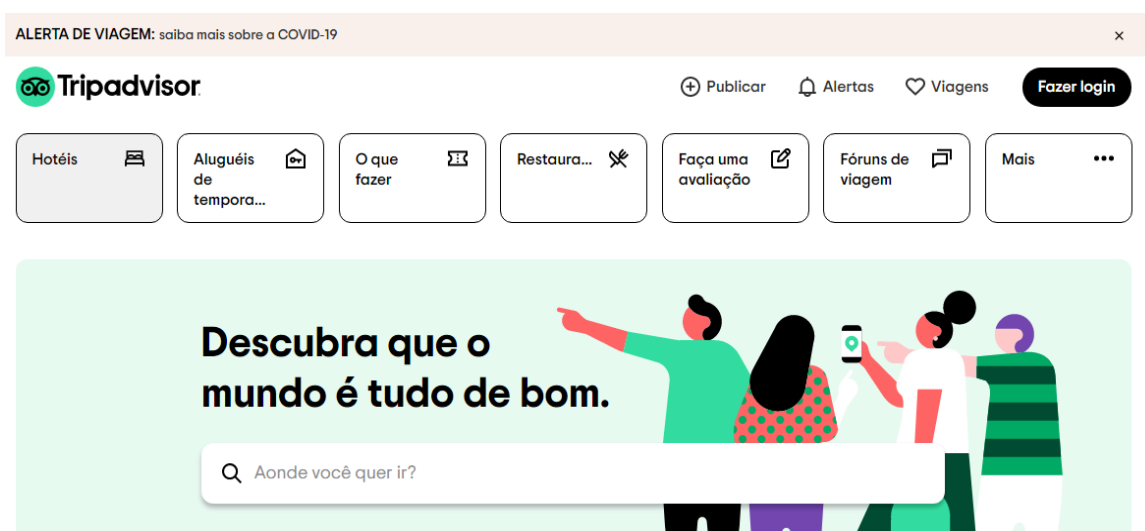 ALERTA DE VIAGEM: saiba mais sobre a COVID-19
Tripadvisor
Publicar
Alertas
Viagens
Fazer login
Hotéis
Aluguéis
de
tempora...
O que
fazer
Restaura...
Faça uma
avaliação
Fóruns de
viagem
Mais
Descubra que o
mundo é tudo de bom.
Aonde você quer ir?